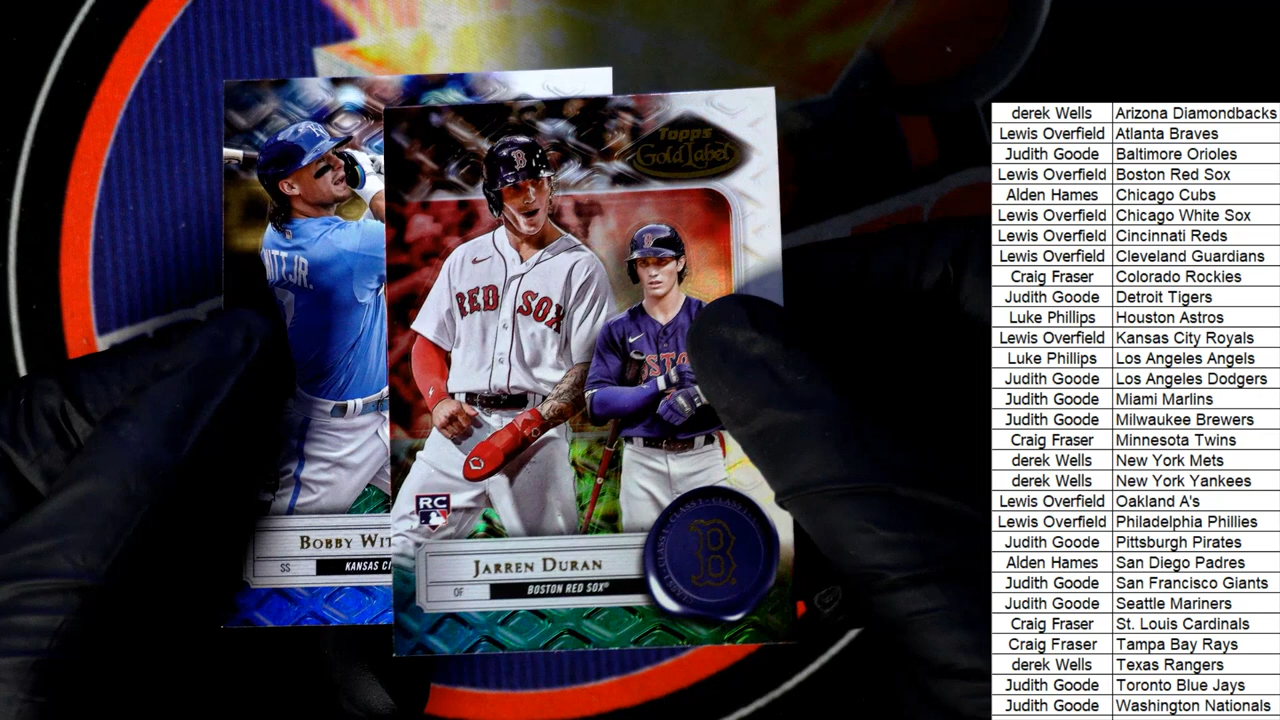 Topps
Gold Label
WITT JR.
B
RED SOX
B
BOSTO
RC
BOBBY WIT
SS
KANSAS CI
JARREN DURAN
OF
BOSTON RED SOX®
CLASS 1 • CLASS 1
B
derek Wells Arizona Diamondbacks
Lewis Overfield Atlanta Braves
Judith Goode Baltimore Orioles
Lewis Overfield Boston Red Sox
Alden Hames Chicago Cubs
Lewis Overfield Chicago White Sox
Lewis Overfield Cincinnati Reds
Lewis Overfield Cleveland Guardians
Craig Fraser Colorado Rockies
Judith Goode Detroit Tigers
Luke Phillips Houston Astros
Lewis Overfield Kansas City Royals
Luke Phillips Los Angeles Angels
Judith Goode Los Angeles Dodgers
Judith Goode Miami Marlins
Judith Goode Milwaukee Brewers
Craig Fraser Minnesota Twins
derek Wells New York Mets
derek Wells New York Yankees
Lewis Overfield Oakland A's
Lewis Overfield Philadelphia Phillies
Judith Goode Pittsburgh Pirates
Alden Hames San Diego Padres
Judith Goode San Francisco Giants
Judith Goode Seattle Mariners
Craig Fraser St. Louis Cardinals
Craig Fraser Tampa Bay Rays
derek Wells Texas Rangers
Judith Goode Toronto Blue Jays
Judith Goode Washington Nationals